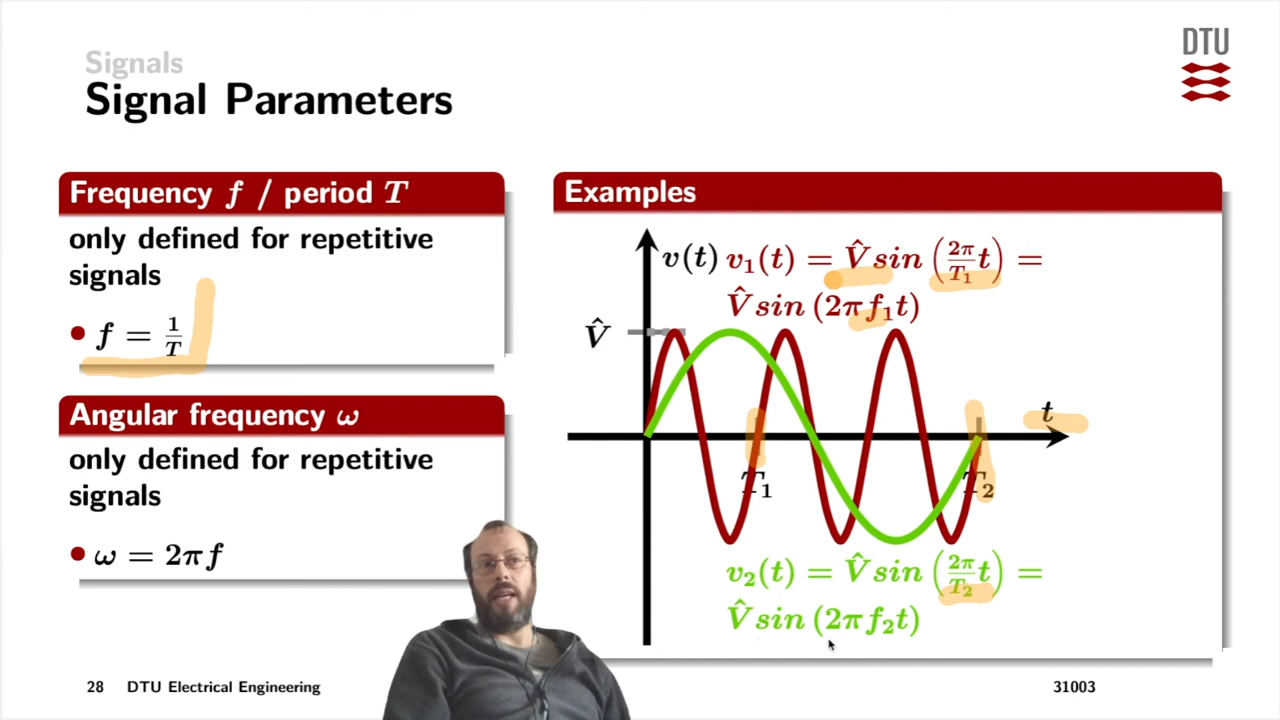 Signals
DTU
Signal Parameters
Frequency f / period T
only defined for repetitive
signals
• f = 1/T
Angular frequency ω
only defined for repetitive
signals
• ω = 2πf
Examples
v(t) v₁(t) = V̂sin (2π/T₁ t) =
V̂sin (2πf₁t)
V̂
t
T₁
T₂
v₂(t) = V̂sin (2π/T₂ t) =
V̂sin (2πf₂t)
28 DTU Electrical Engineering
31003